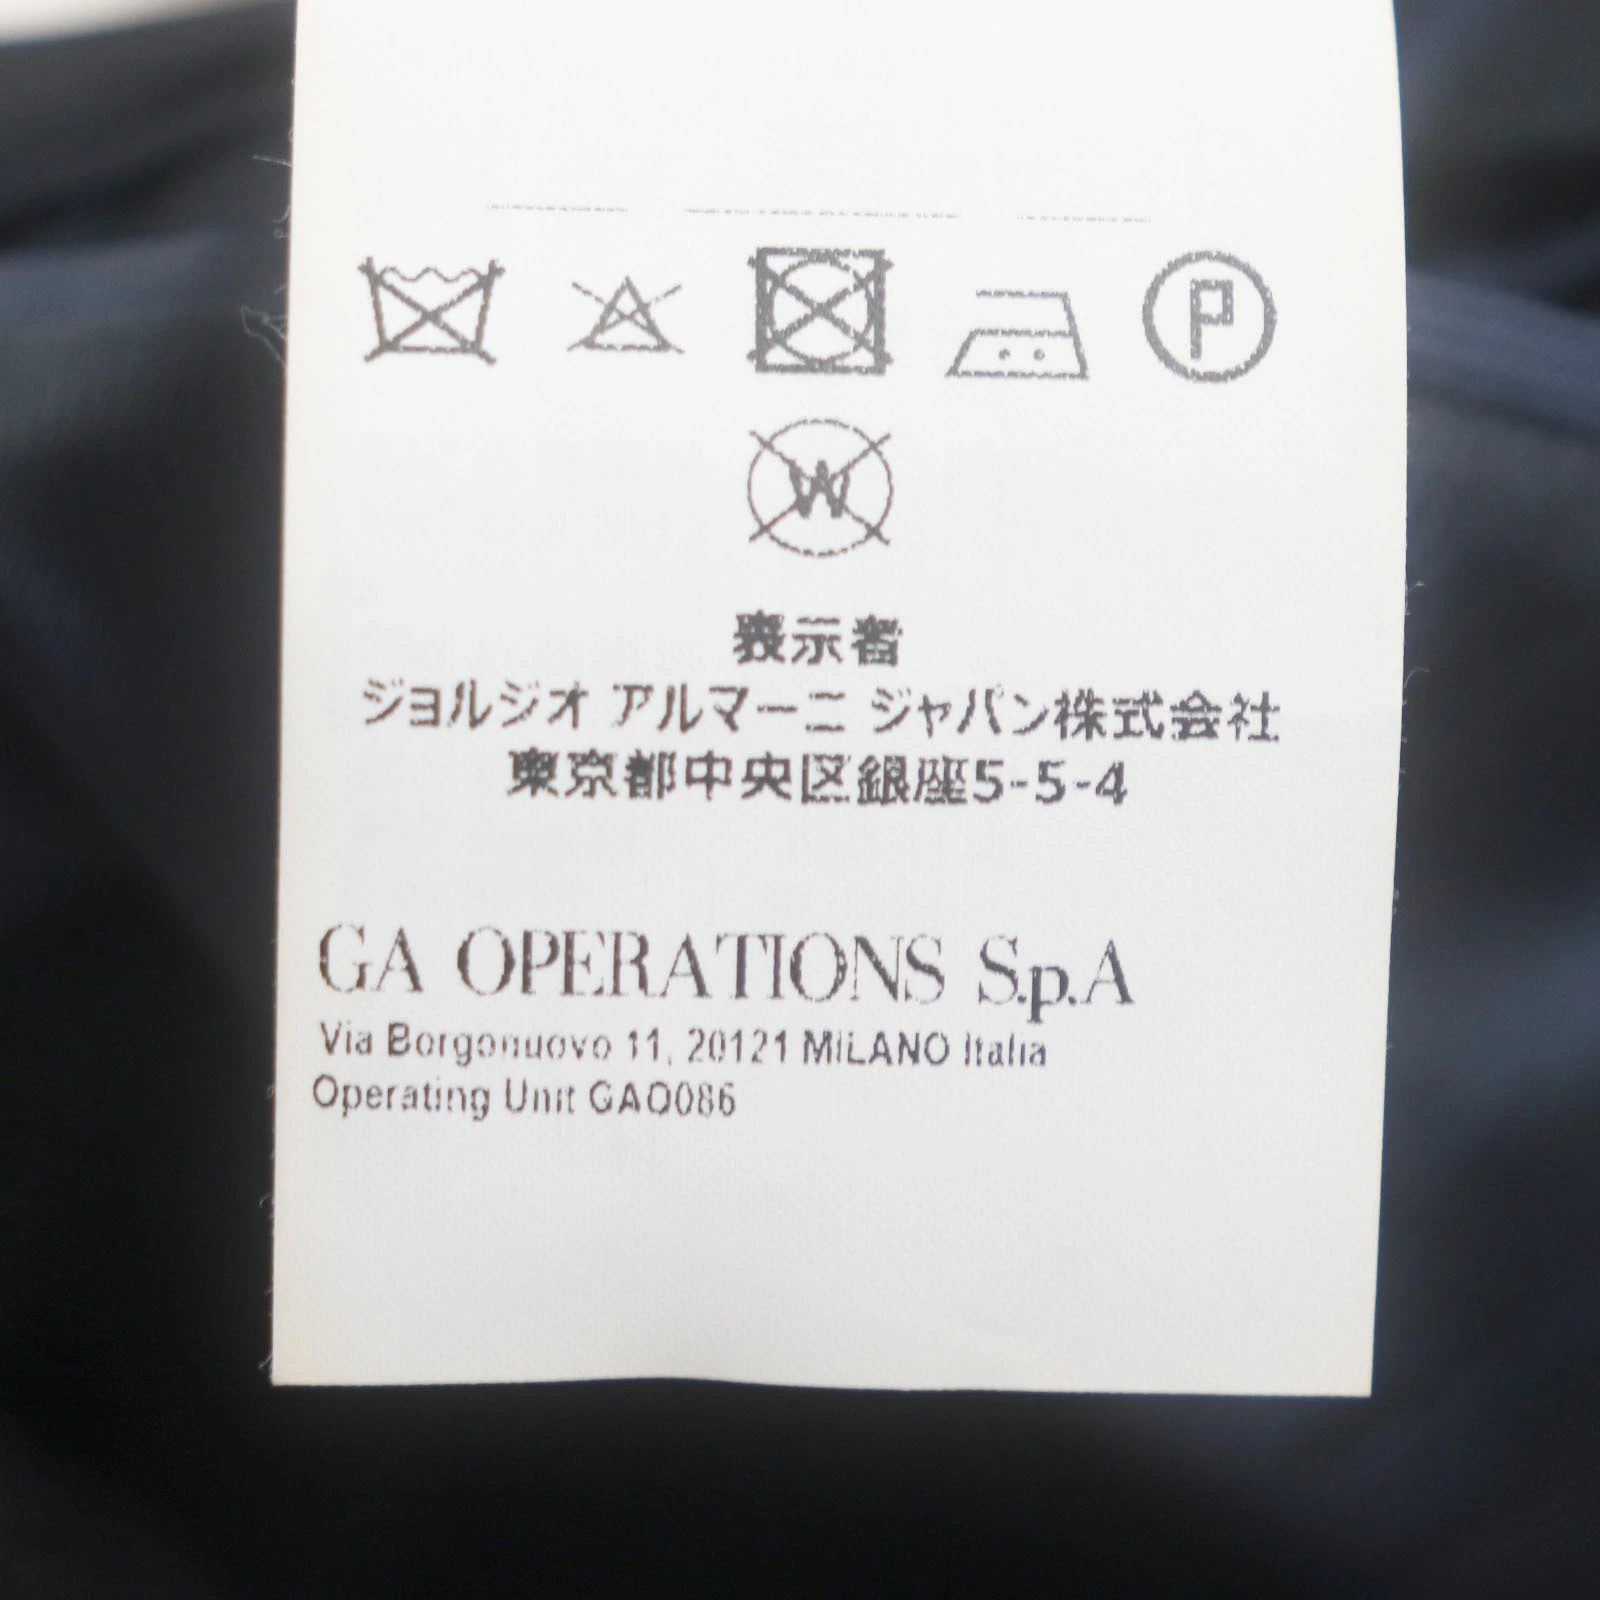 P
W
表示者
ジョルジオ アルマーニ ジャパン株式会社
東京都中央区銀座5-5-4
GA OPERATIONS S.p.A
Via Borgonuovo 11, 20121 MILANO Italia
Operating Unit GAO086